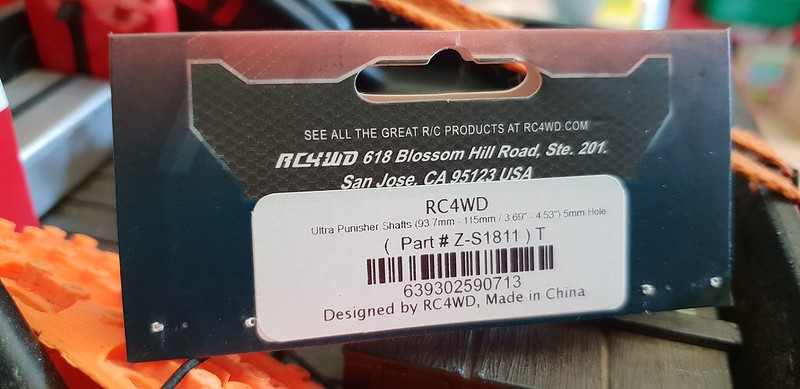 SEE ALL THE GREAT R/C PRODUCTS AT RC4WD.COM
RC4WD 618 Blossom Hill Road, Ste. 201.
San Jose, CA 95123 USA
RC4WD
Ultra Punisher Shafts (93.7mm - 115mm / 3.69" - 4.53") 5mm Hole
( Part # Z-S1811 ) T
639302590713
Designed by RC4WD, Made in China